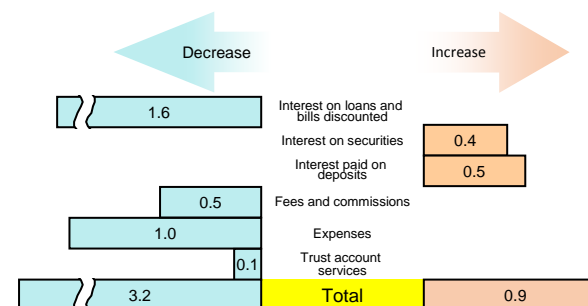 Decrease
Increase
1.6
Interest on loans and
bills discounted
Interest on securities
0.4
Interest paid on
deposits
0.5
0.5
Fees and commissions
1.0
Expenses
0.1
Trust account
services
3.2
Total
0.9